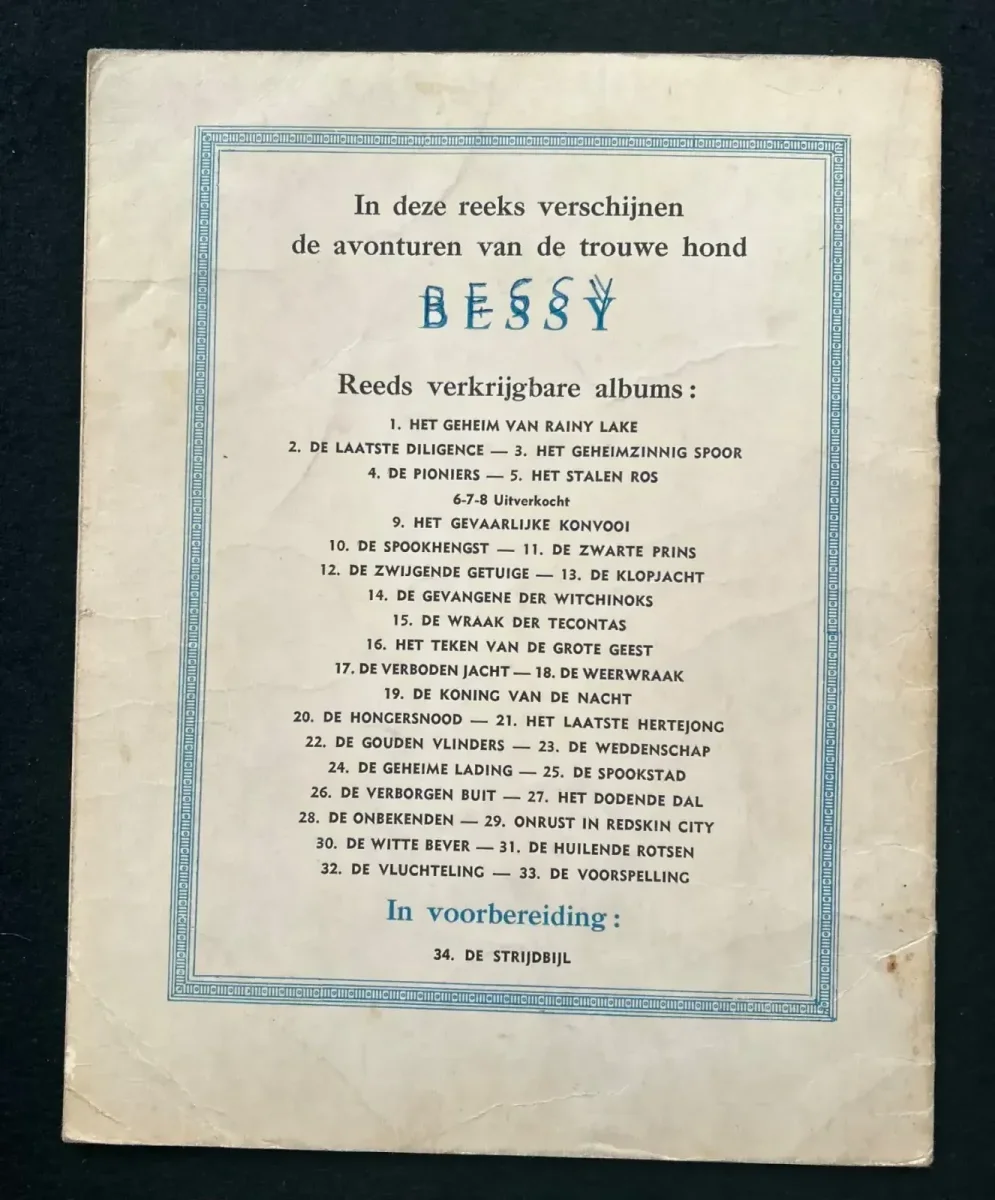 In deze reeks verschijnen
de avonturen van de trouwe hond
BESSY
BESSY
Reeds verkrijgbare albums :
1. HET GEHEIM VAN RAINY LAKE
2. DE LAATSTE DILIGENCE — 3. HET GEHEIMZINNIG SPOOR
4. DE PIONIERS — 5. HET STALEN ROS
6-7-8 Uitverkocht
9. HET GEVAARLIJKE KONVOOI
10. DE SPOOKHENGST — 11. DE ZWARTE PRINS
12. DE ZWIJGENDE GETUIGE — 13. DE KLOPJACHT
14. DE GEVANGENE DER WITCHINOKS
15. DE WRAAK DER TECONTAS
16. HET TEKEN VAN DE GROTE GEEST
17. DE VERBODEN JACHT — 18. DE WEERWRAAK
19. DE KONING VAN DE NACHT
20. DE HONGERSNOOD — 21. HET LAATSTE HERTEJONG
22. DE GOUDEN VLINDERS — 23. DE WEDDENSCHAP
24. DE GEHEIME LADING — 25. DE SPOOKSTAD
26. DE VERBORGEN BUIT — 27. HET DODENDE DAL
28. DE ONBEKENDEN — 29. ONRUST IN REDSKIN CITY
30. DE WITTE BEVER — 31. DE HUILENDE ROTSEN
32. DE VLUCHTELING — 33. DE VOORSPELLING
In voorbereiding :
34. DE STRIJDBIJL